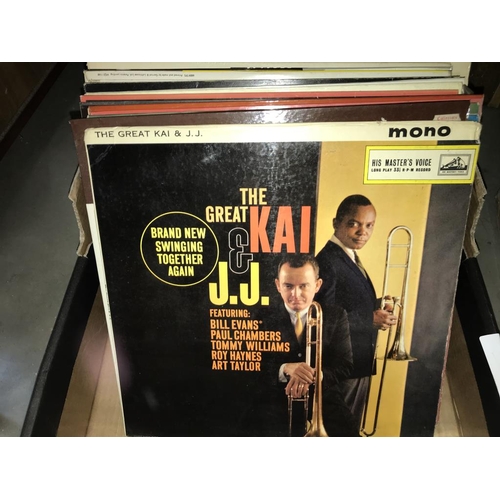 THE GREAT KAI & J.J.
mono
HIS MASTER'S VOICE
LONG PLAY 33⅓ R P M RECORD
THE
GREAT KAI
&
J.J.
BRAND NEW
SWINGING
TOGETHER
AGAIN
FEATURING:
BILL EVANS*
PAUL CHAMBERS
TOMMY WILLIAMS
ROY HAYNES
ART TAYLOR